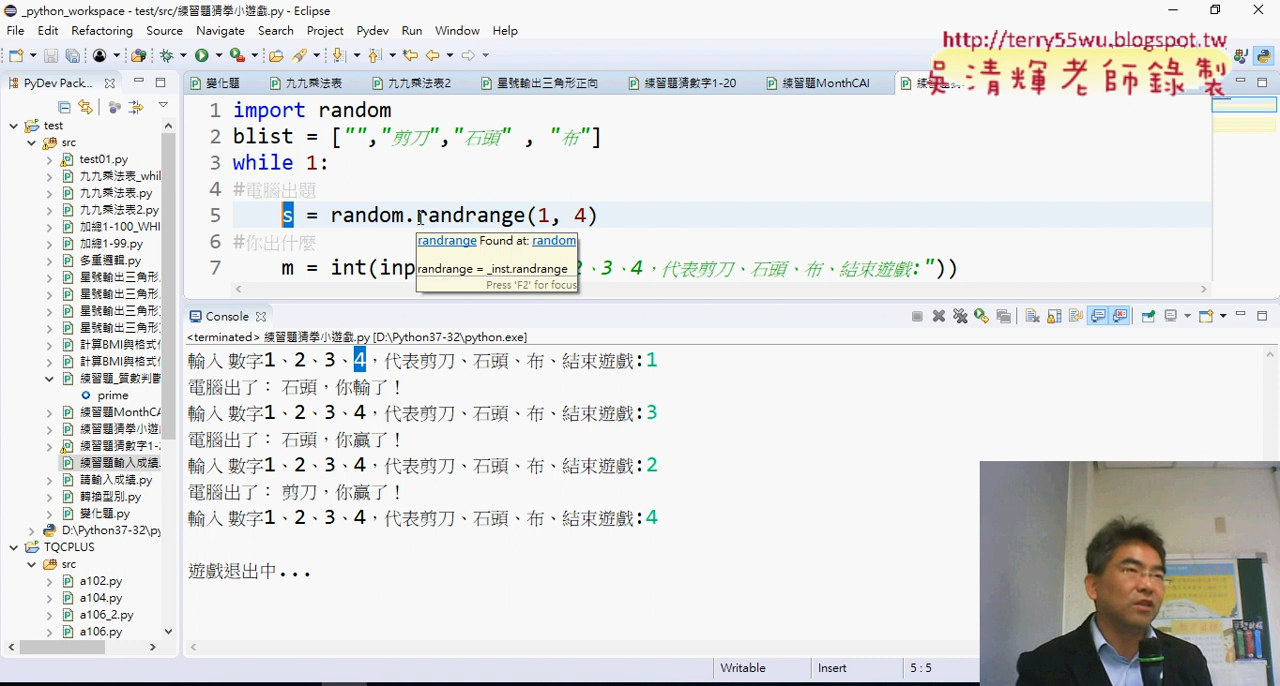 _python_workspace - test/src/練習題猜拳小遊戲.py - Eclipse
File Edit Refactoring Source Navigate Search Project Pydev Run Window Help
http://terry55wu.blogspot.tw
吳清輝老師錄製
PyDev Pack...
變化題
九九乘法表
九九乘法表2
星號輸出三角形正向
練習題猜數字1-20
練習題MonthCAl
test
src
test01.py
九九乘法表_whil
九九乘法表.py
九九乘法表2.py
加總1-100_WHI
加總1-99.py
多重邏輯.py
星號輸出三角形.
星號輸出三角形.
星號輸出三角形
星號輸出三角形
計算BMI與格式化
計算BMI與格式化
練習題_質數判斷
prime
練習題MonthCA
練習題猜拳小遊戲
練習題猜數字1-2
練習題輸入成績.
請輸入成績.py
轉換型別.py
變化題.py
D:\Python37-32\py
TQCPLUS
src
a102.py
a104.py
a106_2.py
a106.py
1 import random
2 blist = ["","剪刀","石頭" , "布"]
3 while 1:
4 #電腦出題
5 s = random.randrange(1, 4)
6 #你出什麼
7 m = int(inp
、3、4，代表剪刀、石頭、布、結束遊戲:"))
randrange Found at: random
randrange = _inst.randrange
Press 'F2' for focus
Console
<terminated> 練習題猜拳小遊戲.py [D:\Python37-32\python.exe]
輸入 數字1、2、3、4，代表剪刀、石頭、布、結束遊戲:1
電腦出了： 石頭，你輸了！
輸入 數字1、2、3、4，代表剪刀、石頭、布、結束遊戲:3
電腦出了： 石頭，你贏了！
輸入 數字1、2、3、4，代表剪刀、石頭、布、結束遊戲:2
電腦出了： 剪刀，你贏了！
輸入 數字1、2、3、4，代表剪刀、石頭、布、結束遊戲:4
遊戲退出中...
Writable Insert 5 : 5